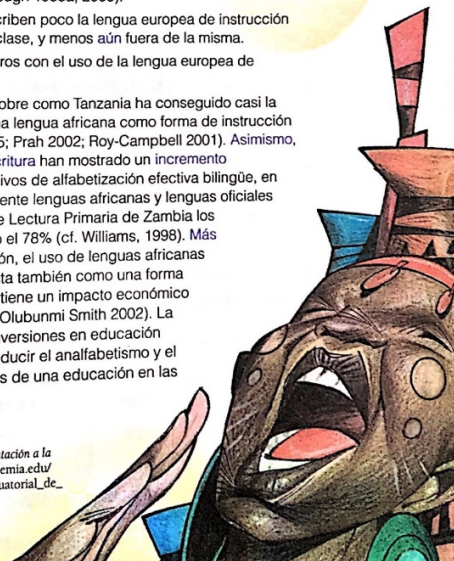 criben poco la lengua europea de instrucción
clase, y menos aún fuera de la misma.
ros con el uso de la lengua europea de
obre como Tanzania ha conseguido casi la
a lengua africana como forma de instrucción
5; Prah 2002; Roy-Campbell 2001). Asimismo,
critura han mostrado un incremento
ivos de alfabetización efectiva bilingüe, en
ente lenguas africanas y lenguas oficiales
e Lectura Primaria de Zambia los
o el 78% (cf. Williams, 1998). Más
ón, el uso de lenguas africanas
ta también como una forma
tiene un impacto económico
Olubunmi Smith 2002). La
versiones en educación
ducir el analfabetismo y el
s de una educación en las
tación a la
emia.edu/
uatorial_de_